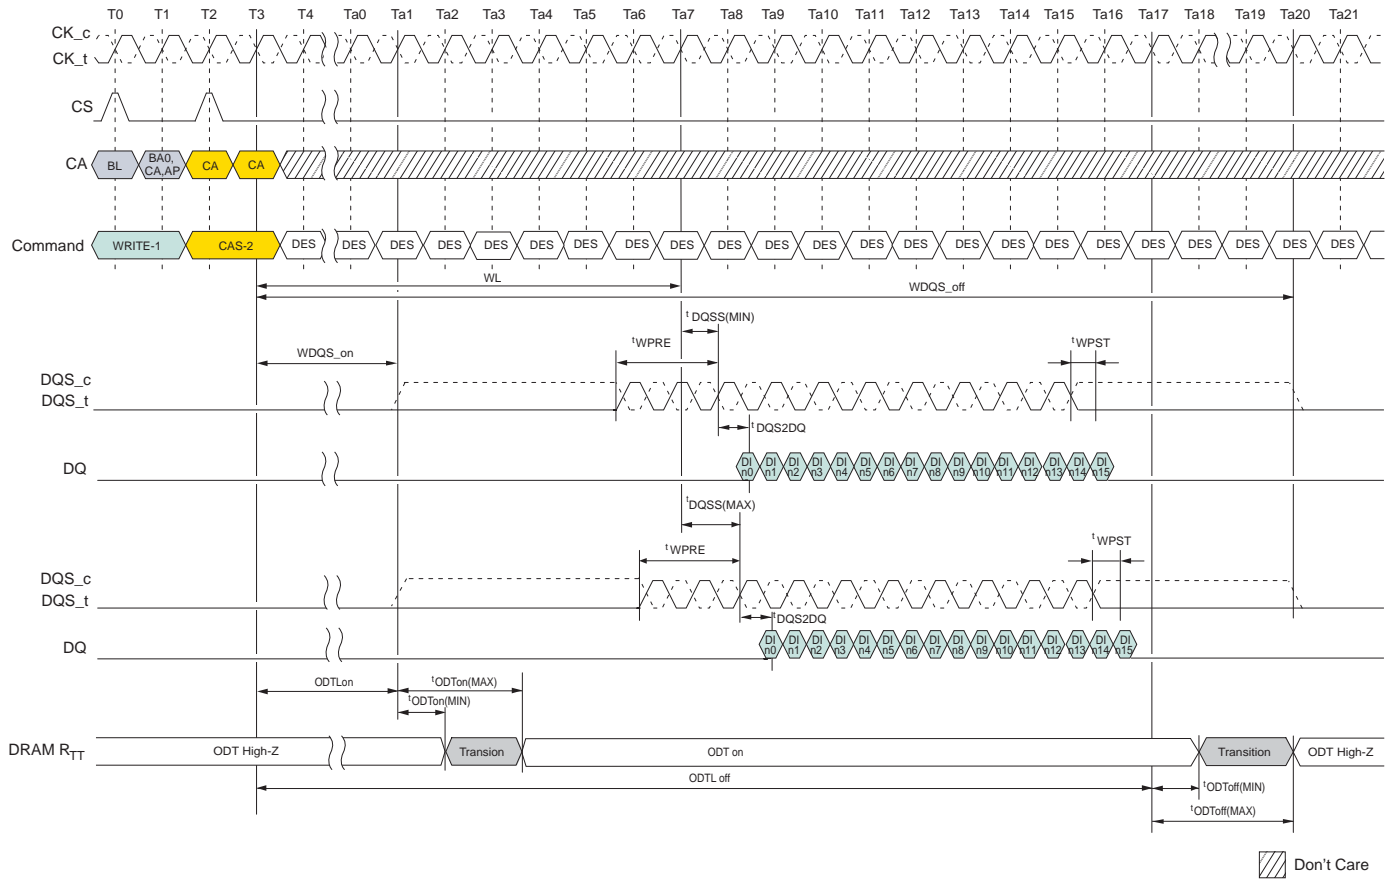 T0 T1 T2 T3 T4 Ta0 Ta1 Ta2 Ta3 Ta4 Ta5 Ta6 Ta7 Ta8 Ta9 Ta10 Ta11 Ta12 Ta13 Ta14 Ta15 Ta16 Ta17 Ta18 Ta19 Ta20 Ta21
CK_c
CK_t
CS
CA BL BA0, CA,AP CA CA
Command WRITE-1 CAS-2 DES DES DES DES DES DES DES DES DES DES DES DES DES DES DES DES DES DES DES DES DES DES DES
WL
WDQS_off
tDQSS(MIN)
WDQS_on tWPRE tWPST
DQS_c
DQS_t
tDQS2DQ
DQ DI n0 DI n1 DI n2 DI n3 DI n4 DI n5 DI n6 DI n7 DI n8 DI n9 DI n10 DI n11 DI n12 DI n13 DI n14 DI n15
tDQSS(MAX)
tWPRE tWPST
DQS_c
DQS_t
tDQS2DQ
DQ DI n0 DI n1 DI n2 DI n3 DI n4 DI n5 DI n6 DI n7 DI n8 DI n9 DI n10 DI n11 DI n12 DI n13 DI n14 DI n15
ODTLon tODTon(MAX)
tODTon(MIN)
DRAM RTT ODT High-Z Transion ODT on Transition ODT High-Z
ODTL off tODToff(MIN)
tODToff(MAX)
Don't Care